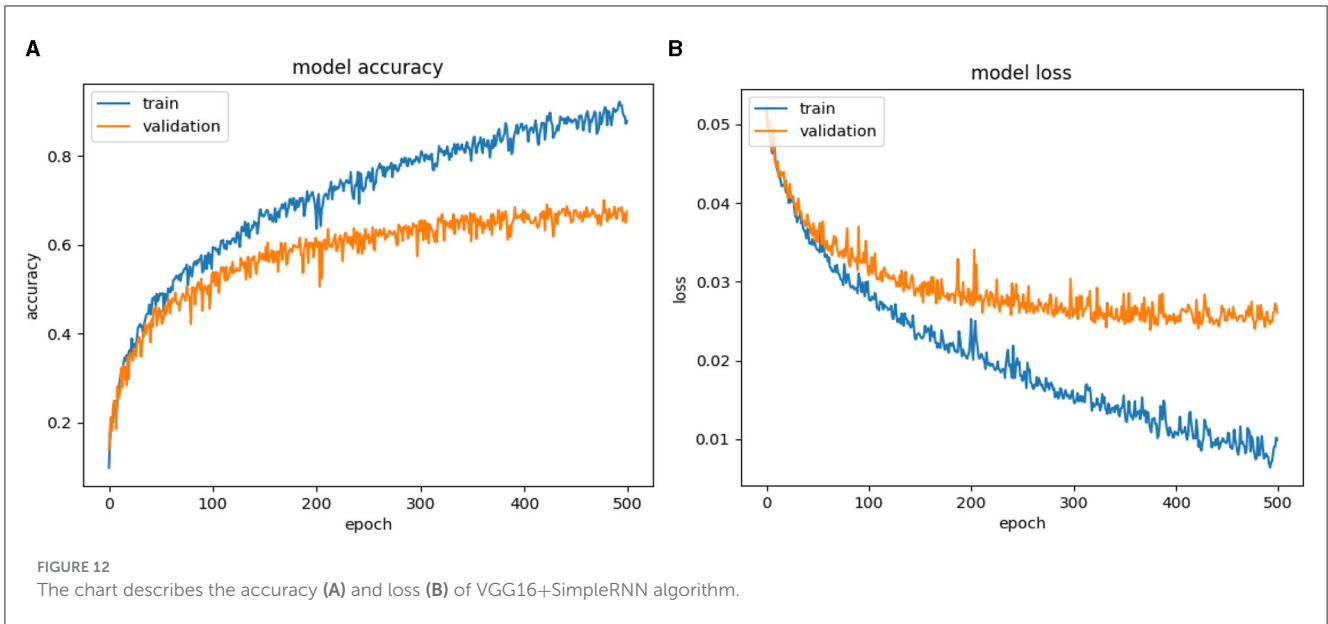 A
model accuracy
train
validation
0.8
0.6
0.4
0.2
accuracy
0 100 200 300 400 500
epoch
B
model loss
train
validation
0.05
0.04
0.03
0.02
0.01
loss
0 100 200 300 400 500
epoch
FIGURE 12
The chart describes the accuracy (A) and loss (B) of VGG16+SimpleRNN algorithm.